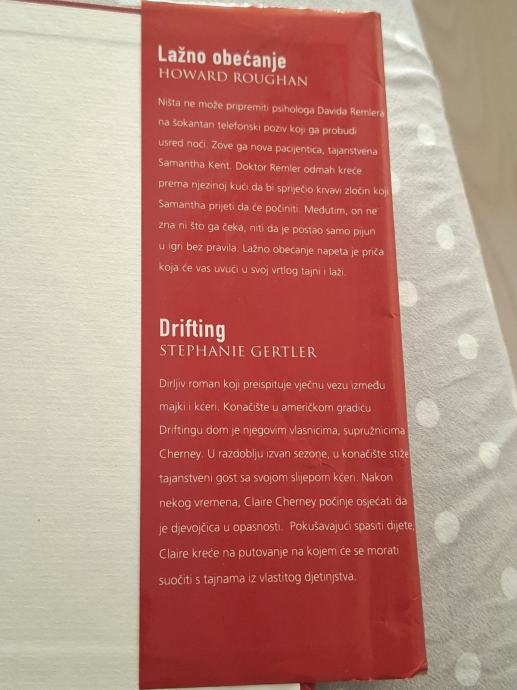 Lažno obećanje
HOWARD ROUGHAN
Ništa ne može pripremiti psihologa Davida Remlera
na šokantan telefonski poziv koji ga probudi
usred noći. Zove ga nova pacijentica, tajanstvena
Samantha Kent. Doktor Remler odmah kreće
prema njezinoj kući da bi spriječio krvavi zločin koji
Samantha prijeti da će počiniti. Međutim, on ne
zna ni što ga čeka, niti da je postao samo pijun
u igri bez pravila. Lažno obećanje napeta je priča
koja će vas uvući u svoj vrtlog tajni i laži.
Drifting
STEPHANIE GERTLER
Dirljiv roman koji preispituje vječnu vezu između
majki i kćeri. Konačište u američkom gradiću
Driftingu dom je njegovim vlasnicima, supružnicima
Cherney. U razdoblju izvan sezone, u konačište stiže
tajanstveni gost sa svojom slijepom kćeri. Nakon
nekog vremena, Claire Cherney počinje osjećati da
je djevojčica u opasnosti. Pokušavajući spasiti dijete,
Claire kreće na putovanje na kojem će se morati
suočiti s tajnama iz vlastitog djetinjstva.